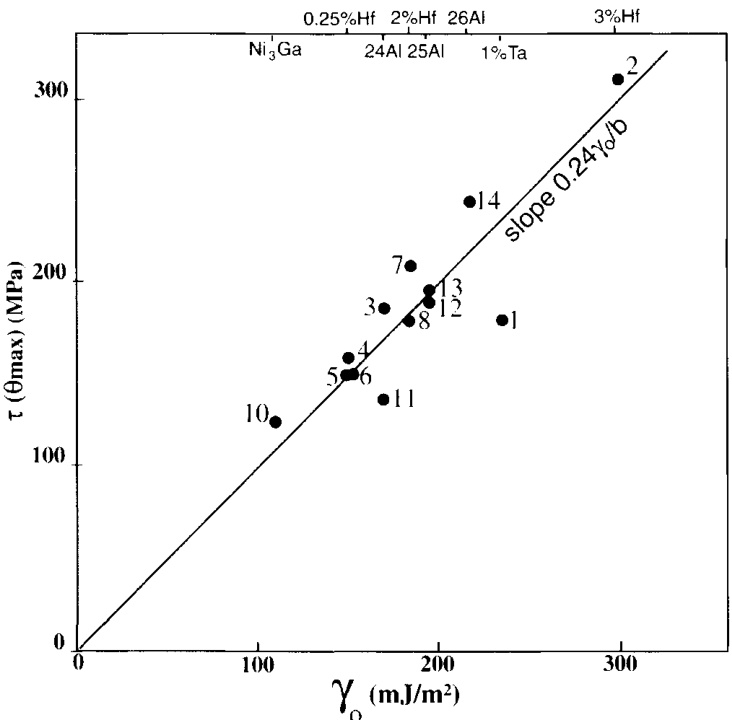 0.25%Hf 2%Hf 26Al 3%Hf
Ni₃Ga 24Al 25Al 1%Ta
300
2
slope 0.24γₒ/b
14
200
7
13
3
12
8
1
4
5 6
11
10
100
0
0 100 200 300
τ (θmax) (MPa)
γₒ (mJ/m²)